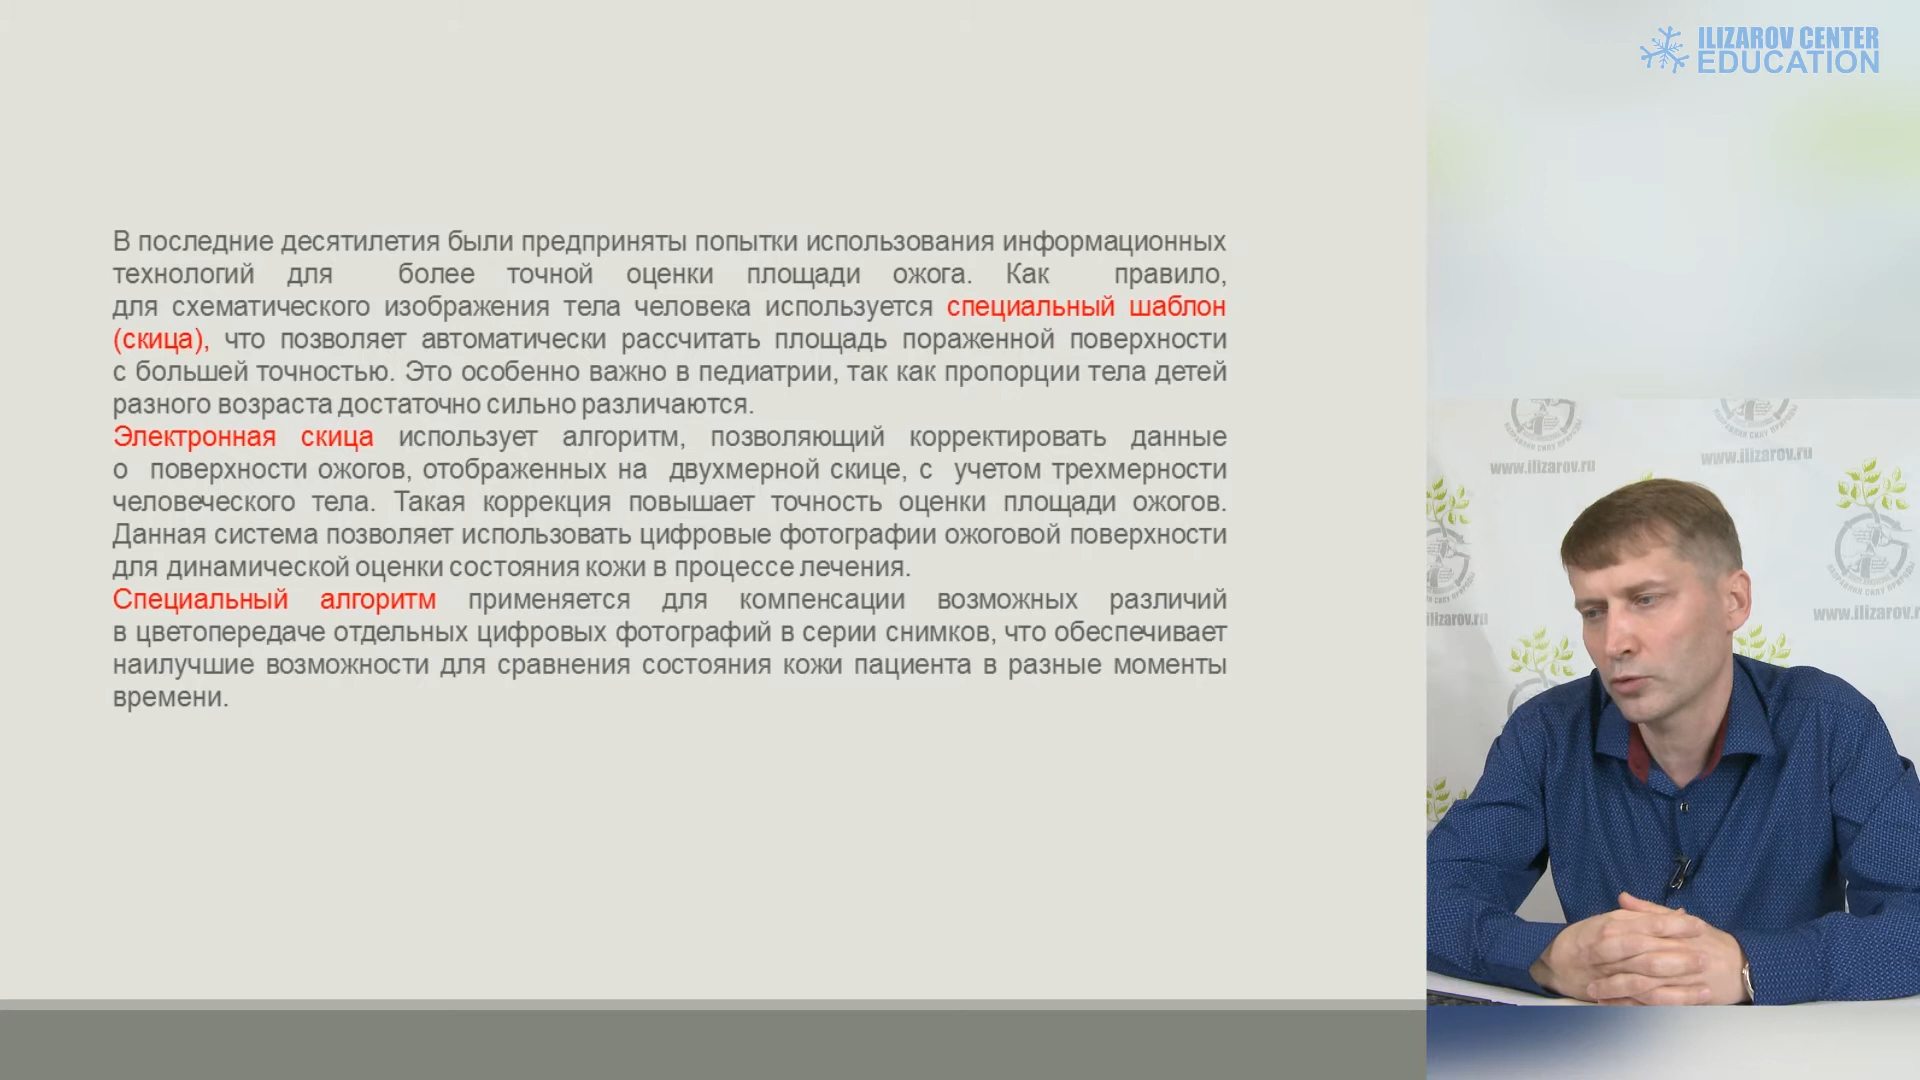 ILIZAROV CENTER
EDUCATION
В последние десятилетия были предприняты попытки использования информационных
технологий для более точной оценки площади ожога. Как правило,
для схематического изображения тела человека используется специальный шаблон
(скица), что позволяет автоматически рассчитать площадь пораженной поверхности
с большей точностью. Это особенно важно в педиатрии, так как пропорции тела детей
разного возраста достаточно сильно различаются.
Электронная скица использует алгоритм, позволяющий корректировать данные
о поверхности ожогов, отображенных на двухмерной скице, с учетом трехмерности
человеческого тела. Такая коррекция повышает точность оценки площади ожогов.
Данная система позволяет использовать цифровые фотографии ожоговой поверхности
для динамической оценки состояния кожи в процессе лечения.
Специальный алгоритм применяется для компенсации возможных различий
в цветопередаче отдельных цифровых фотографий в серии снимков, что обеспечивает
наилучшие возможности для сравнения состояния кожи пациента в разные моменты
времени.
www.ilizarov.ru
www.ilizarov.ru
ilizarov.ru
www.ilizarov.r